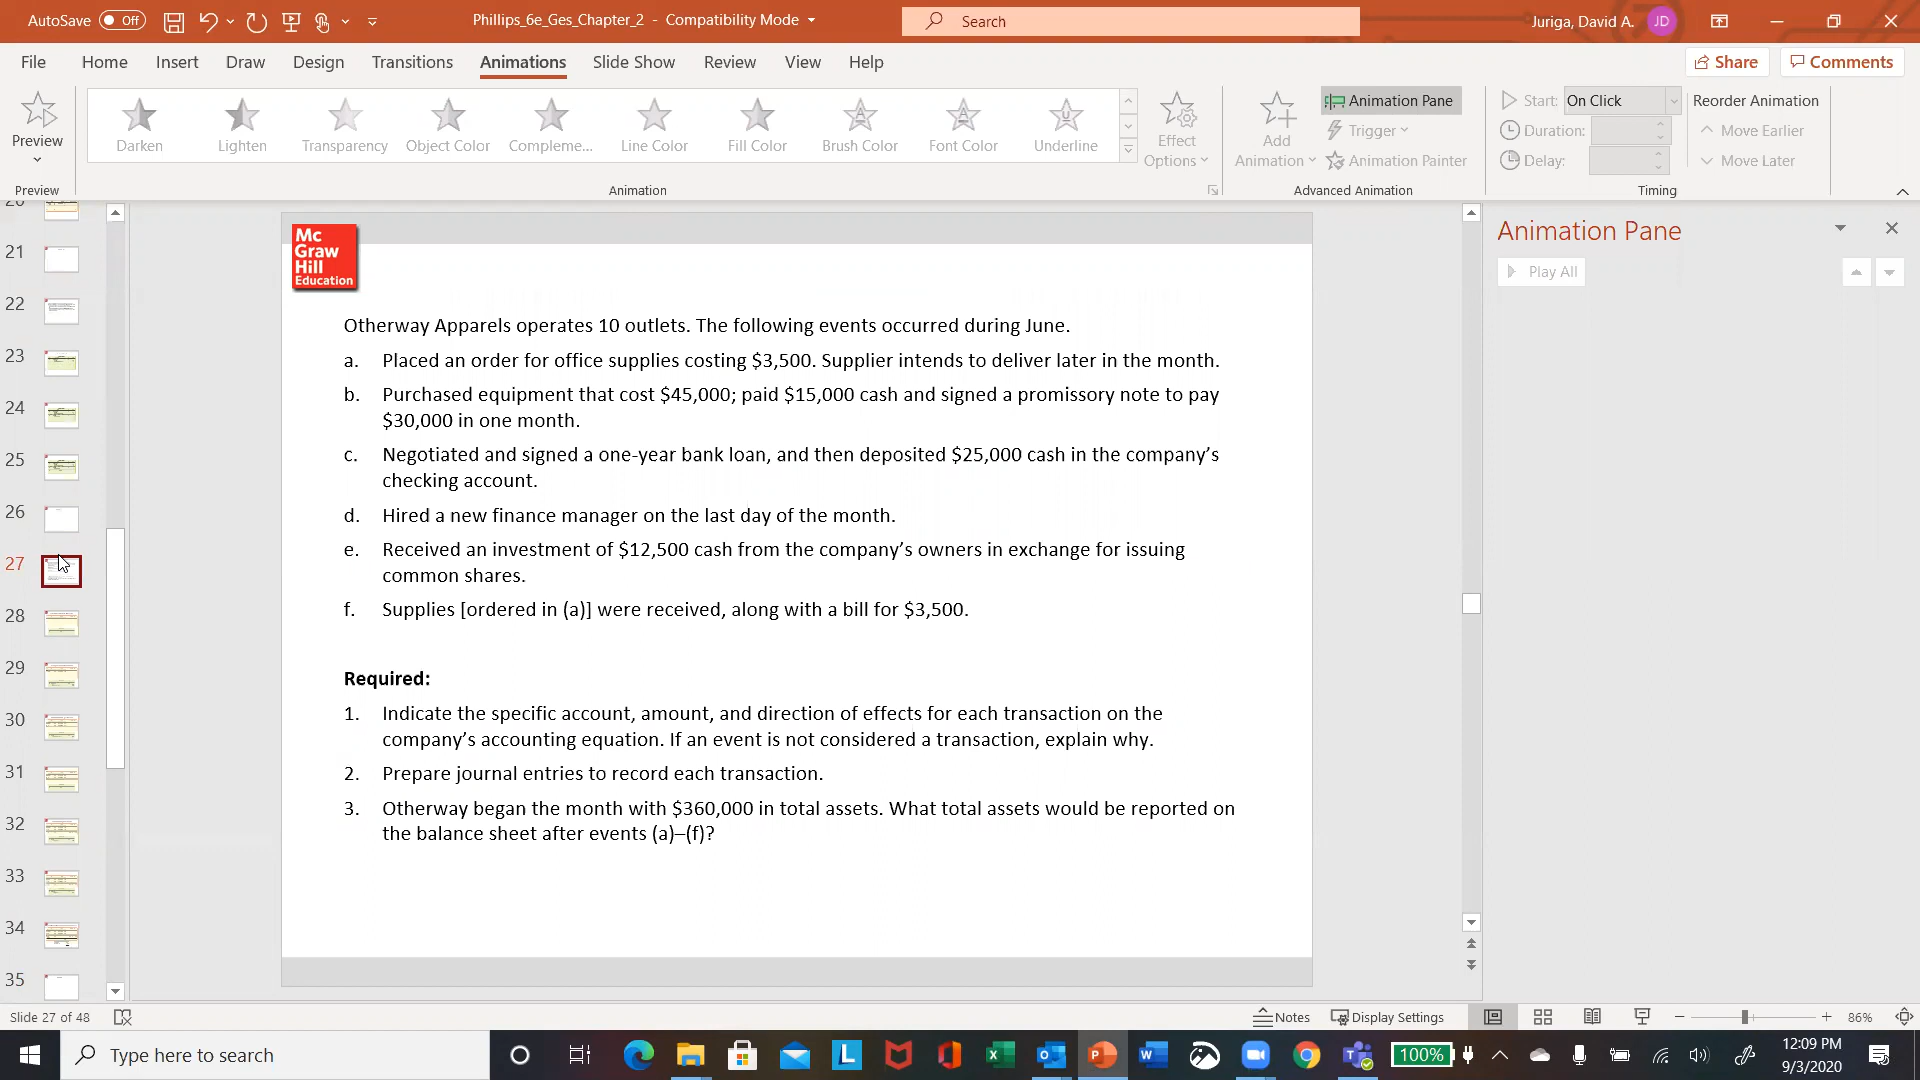 AutoSave Off
Phillips_6e_Ges_Chapter_2 - Compatibility Mode
Search
Juriga, David A. JD
File Home Insert Draw Design Transitions Animations Slide Show Review View Help
Share Comments
Preview
Preview
Darken Lighten Transparency Object Color Compleme... Line Color Fill Color Brush Color Font Color Underline
Animation
Effect
Options
Add
Animation
Animation Pane
Trigger
Animation Painter
Advanced Animation
Start: On Click
Duration:
Delay:
Reorder Animation
Move Earlier
Move Later
Timing
20
21
22
23
24
25
26
27
28
29
30
31
32
33
34
35
Mc
Graw
Hill
Education
Otherway Apparels operates 10 outlets. The following events occurred during June.
a. Placed an order for office supplies costing $3,500. Supplier intends to deliver later in the month.
b. Purchased equipment that cost $45,000; paid $15,000 cash and signed a promissory note to pay
$30,000 in one month.
c. Negotiated and signed a one-year bank loan, and then deposited $25,000 cash in the company’s
checking account.
d. Hired a new finance manager on the last day of the month.
e. Received an investment of $12,500 cash from the company’s owners in exchange for issuing
common shares.
f. Supplies [ordered in (a)] were received, along with a bill for $3,500.
Required:
1. Indicate the specific account, amount, and direction of effects for each transaction on the
company’s accounting equation. If an event is not considered a transaction, explain why.
2. Prepare journal entries to record each transaction.
3. Otherway began the month with $360,000 in total assets. What total assets would be reported on
the balance sheet after events (a)–(f)?
Animation Pane
Play All
Slide 27 of 48
Notes Display Settings 86%
Type here to search
100%
12:09 PM
9/3/2020